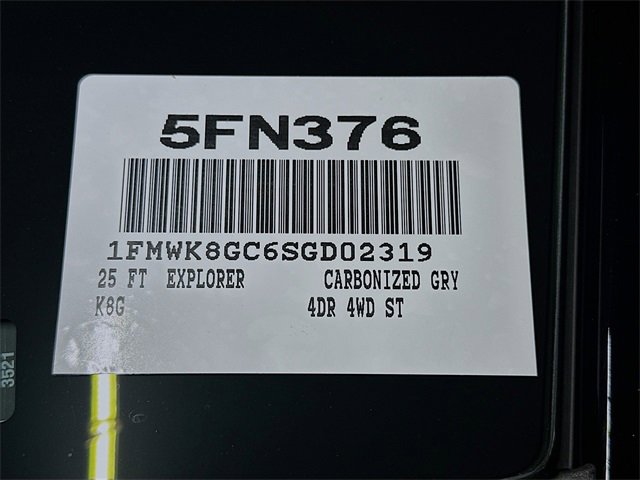 5FN376
1FMWK8GC6SGD02319
25 FT EXPLORER CARBONIZED GRY
K8G 4DR 4WD ST
3521